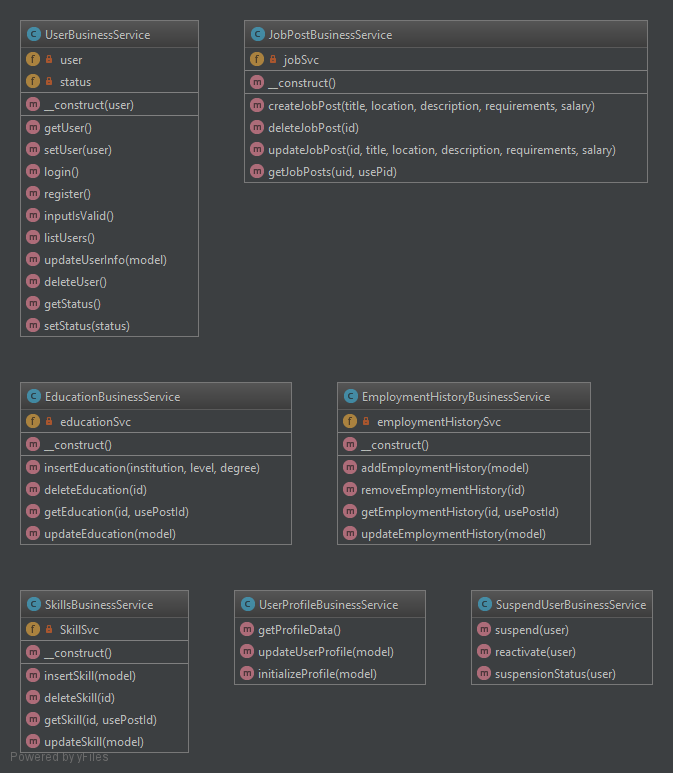 UserBusinessService
user
status
__construct(user)
getUser()
setUser(user)
login()
register()
inputIsValid()
listUsers()
updateUserInfo(model)
deleteUser()
getStatus()
setStatus(status)
JobPostBusinessService
jobSvc
__construct()
createJobPost(title, location, description, requirements, salary)
deleteJobPost(id)
updateJobPost(id, title, location, description, requirements, salary)
getJobPosts(uid, usePid)
EducationBusinessService
educationSvc
__construct()
insertEducation(institution, level, degree)
deleteEducation(id)
getEducation(id, usePostId)
updateEducation(model)
EmploymentHistoryBusinessService
employmentHistorySvc
__construct()
addEmploymentHistory(model)
removeEmploymentHistory(id)
getEmploymentHistory(id, usePostId)
updateEmploymentHistory(model)
SkillsBusinessService
SkillSvc
__construct()
insertSkill(model)
deleteSkill(id)
getSkill(id, usePostId)
updateSkill(model)
UserProfileBusinessService
getProfileData()
updateUserProfile(model)
initializeProfile(model)
SuspendUserBusinessService
suspend(user)
reactivate(user)
suspensionStatus(user)
Powered by yFiles